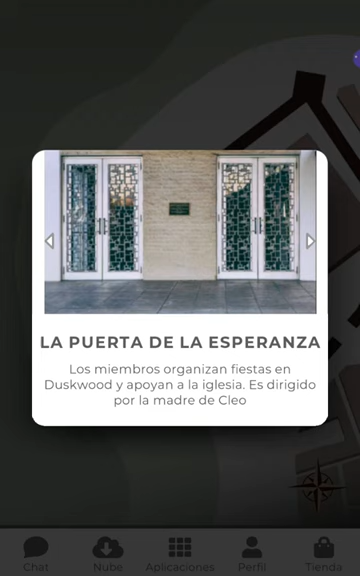 LA PUERTA DE LA ESPERANZA
Los miembros organizan fiestas en
Duskwood y apoyan a la iglesia. Es dirigido
por la madre de Cleo
Chat Nube Aplicaciones Perfil Tienda